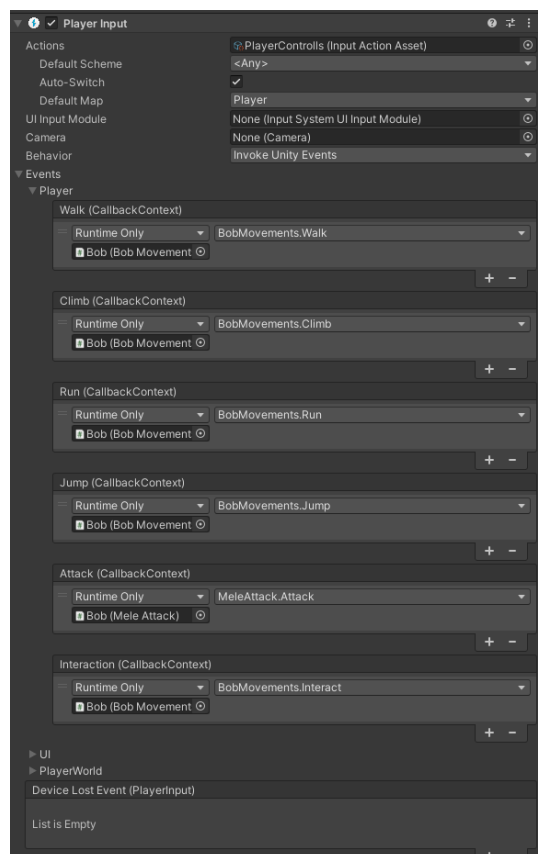 Player Input
Actions PlayerControlls (Input Action Asset)
Default Scheme <Any>
Auto-Switch
Default Map Player
UI Input Module None (Input System UI Input Module)
Camera None (Camera)
Behavior Invoke Unity Events
Events
Player
Walk (CallbackContext)
Runtime Only BobMovements.Walk
Bob (Bob Movement
Climb (CallbackContext)
Runtime Only BobMovements.Climb
Bob (Bob Movement
Run (CallbackContext)
Runtime Only BobMovements.Run
Bob (Bob Movement
Jump (CallbackContext)
Runtime Only BobMovements.Jump
Bob (Bob Movement
Attack (CallbackContext)
Runtime Only MeleAttack.Attack
Bob (Mele Attack)
Interaction (CallbackContext)
Runtime Only BobMovements.Interact
Bob (Bob Movement
UI
PlayerWorld
Device Lost Event (PlayerInput)
List is Empty